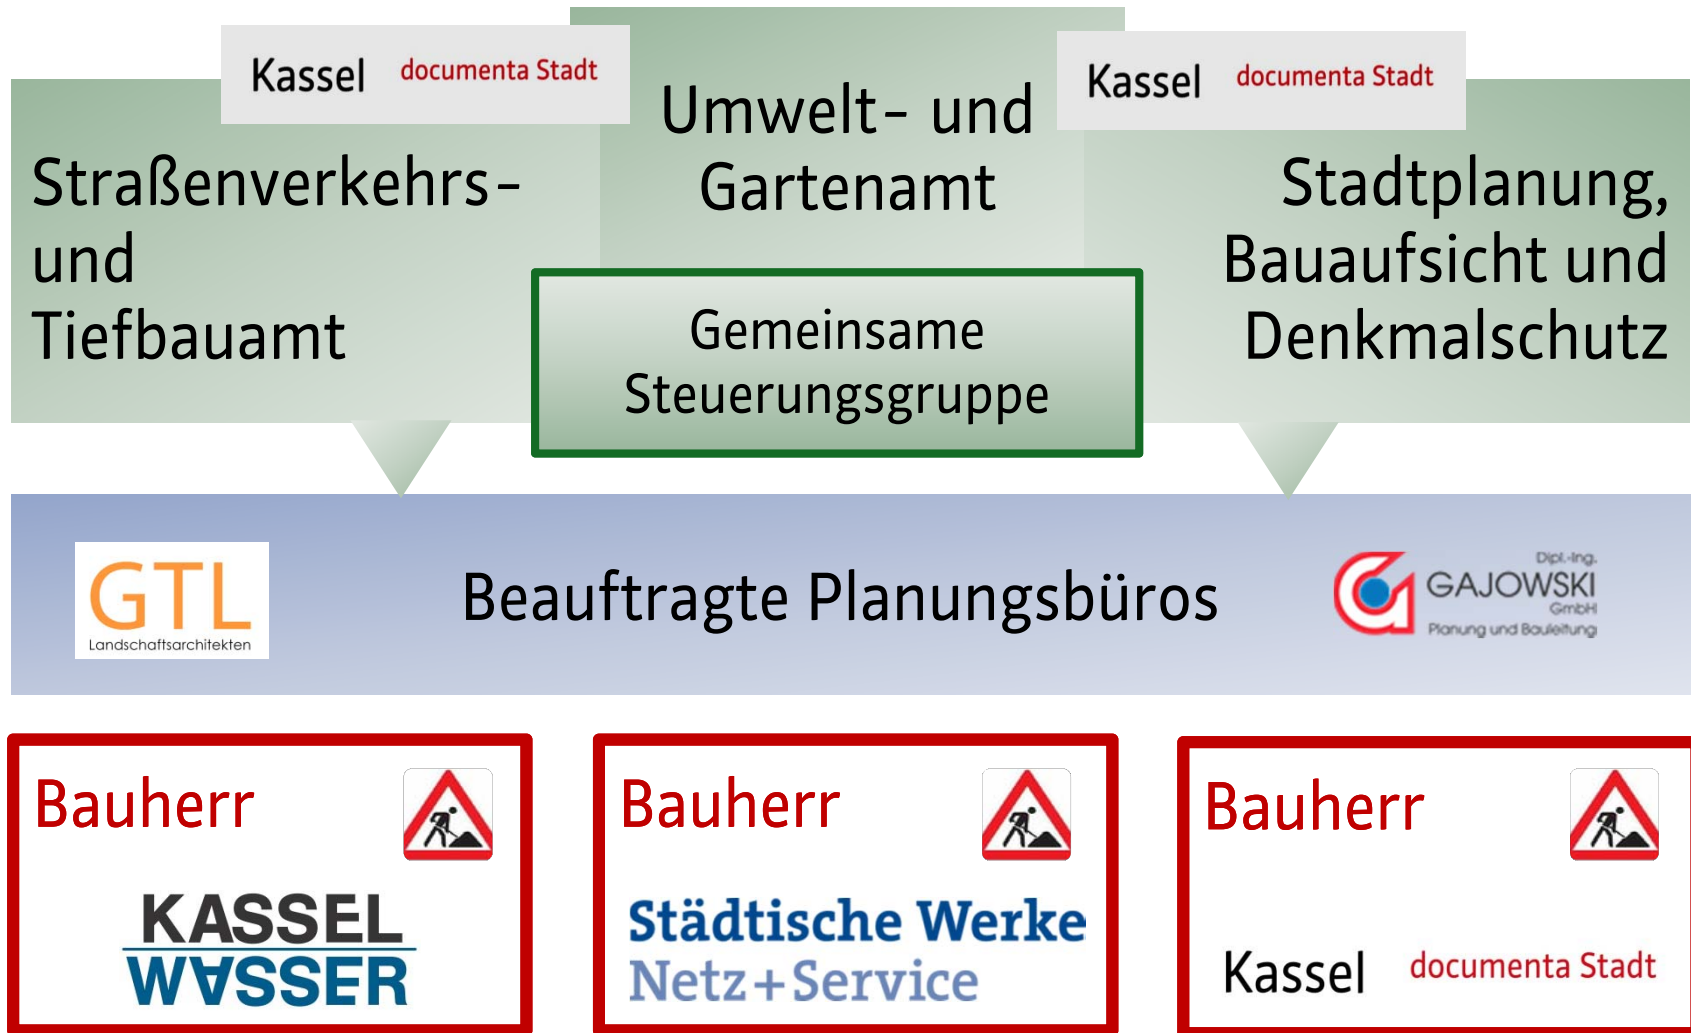 Kassel documenta Stadt
Kassel documenta Stadt
Straßenverkehrs-
und
Tiefbauamt
Umwelt- und
Gartenamt
Stadtplanung,
Bauaufsicht und
Denkmalschutz
Gemeinsame
Steuerungsgruppe
GTL
Landschaftsarchitekten
Beauftragte Planungsbüros
Dipl.-Ing.
GAJOWSKI
GmbH
Planung und Bauleitung
Bauherr
KASSEL
WASSER
Bauherr
Städtische Werke
Netz+Service
Bauherr
Kassel documenta Stadt